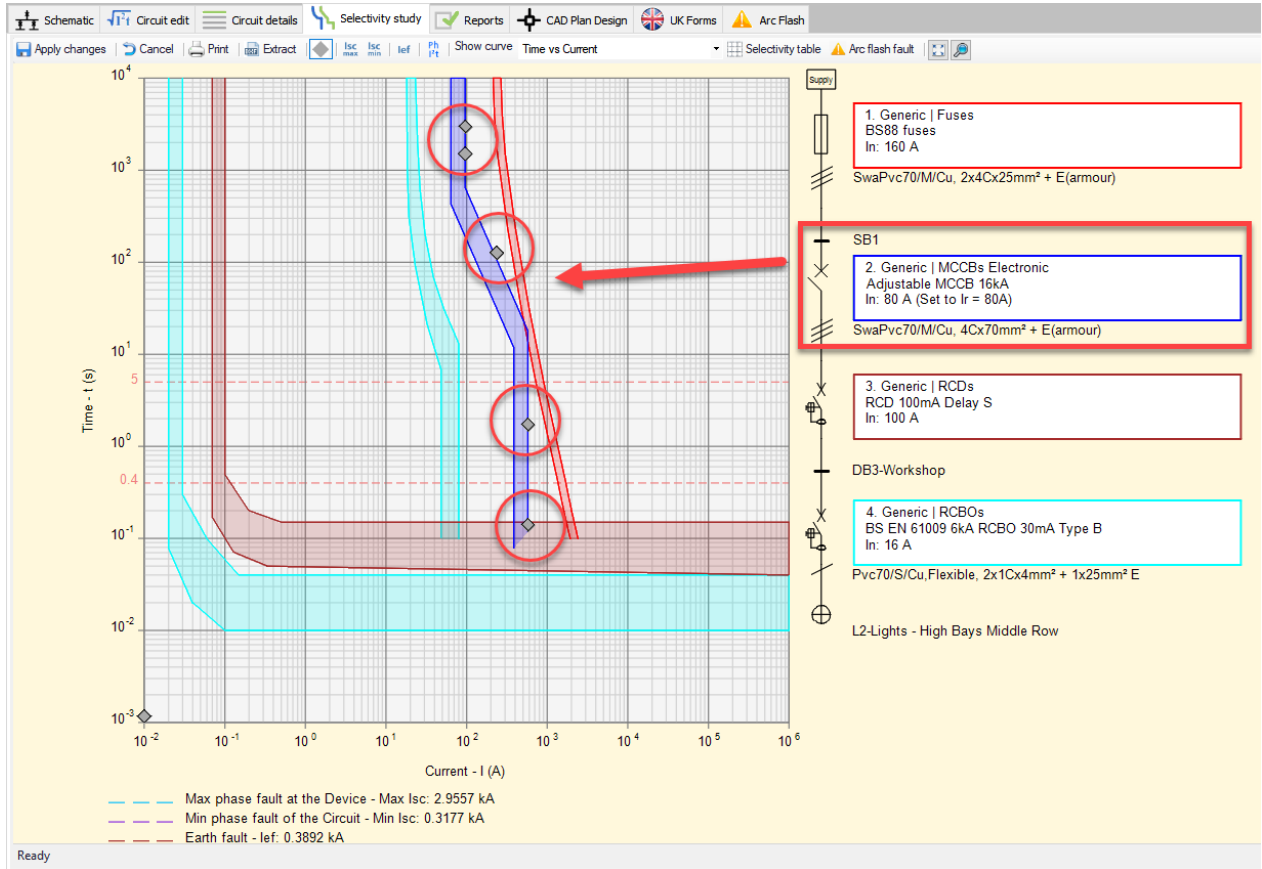 Schematic Circuit edit Circuit details Selectivity study Reports CAD Plan Design UK Forms Arc Flash
Apply changes Cancel Print Extract Isc max Isc min Ief Ph I²t Show curve Time vs Current Selectivity table Arc flash fault
10⁴
10³
10²
10¹
5
10⁰
0.4
10⁻¹
10⁻²
10⁻³
Time - t (s)
10⁻² 10⁻¹ 10⁰ 10¹ 10² 10³ 10⁴ 10⁵ 10⁶
Current - I (A)
Max phase fault at the Device - Max Isc: 2.9557 kA
Min phase fault of the Circuit - Min Isc: 0.3177 kA
Earth fault - Ief: 0.3892 kA
Supply
1. Generic | Fuses
BS88 fuses
In: 160 A
SwaPvc70/M/Cu, 2x4Cx25mm² + E(armour)
SB1
2. Generic | MCCBs Electronic
Adjustable MCCB 16kA
In: 80 A (Set to Ir = 80A)
SwaPvc70/M/Cu, 4Cx70mm² + E(armour)
3. Generic | RCDs
RCD 100mA Delay S
In: 100 A
DB3-Workshop
4. Generic | RCBOs
BS EN 61009 6kA RCBO 30mA Type B
In: 16 A
Pvc70/S/Cu,Flexible, 2x1Cx4mm² + 1x25mm² E
L2-Lights - High Bays Middle Row
Ready